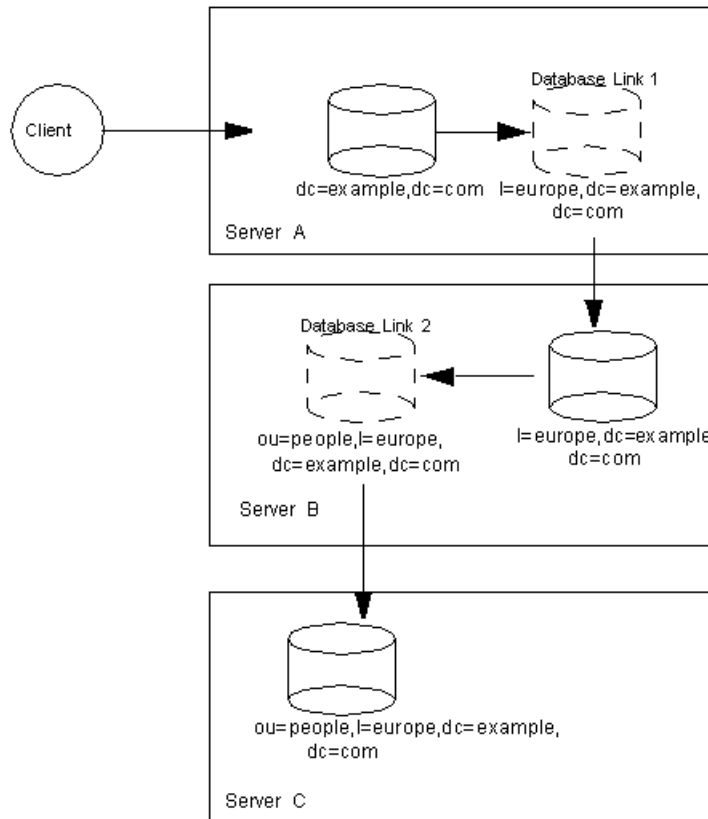 Database Link 1
Client
dc=example,dc=com
l=europe,dc=example,
dc=com
Server A
Database Link 2
l=europe,dc=example
dc=com
ou=people,l=europe,
dc=example,dc=com
Server B
ou=people,l=europe,dc=example,
dc=com
Server C